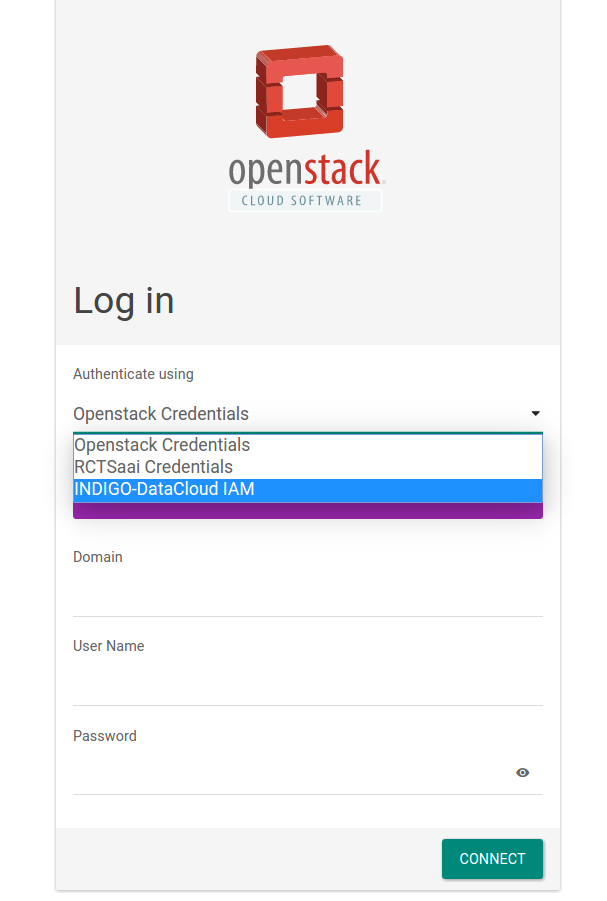 openstack
CLOUD SOFTWARE
Log in
Authenticate using
Openstack Credentials
Openstack Credentials
RCTSaai Credentials
INDIGO-DataCloud IAM
Domain
User Name
Password
CONNECT